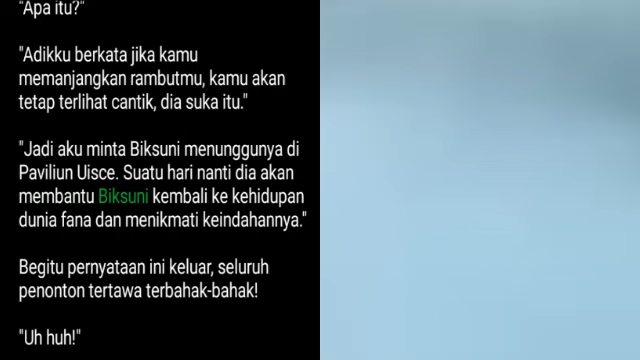 "Apa itu?"
"Adikku berkata jika kamu
memanjangkan rambutmu, kamu akan
tetap terlihat cantik, dia suka itu."
"Jadi aku minta Biksuni menunggunya di
Paviliun Uisce. Suatu hari nanti dia akan
membantu Biksuni kembali ke kehidupan
dunia fana dan menikmati keindahannya."
Begitu pernyataan ini keluar, seluruh
penonton tertawa terbahak-bahak!
"Uh huh!"